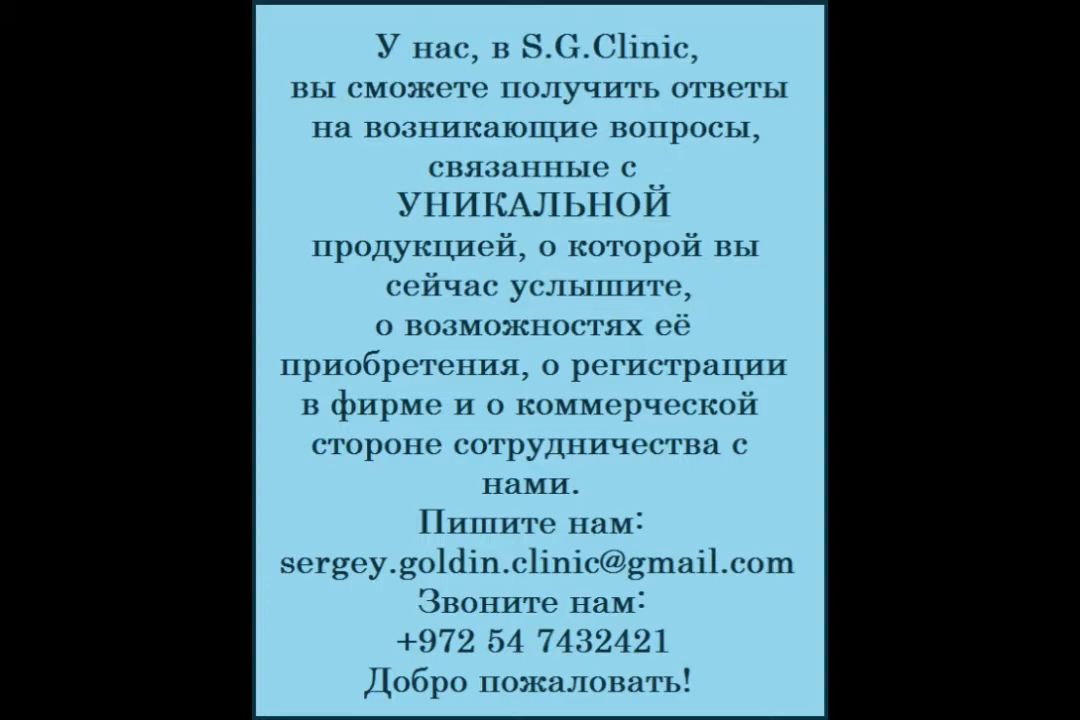 У нас, в S.G.Clinic,
вы сможете получить ответы
на возникающие вопросы,
связанные с
УНИКАЛЬНОЙ
продукцией, о которой вы
сейчас услышите,
о возможностях её
приобретения, о регистрации
в фирме и о коммерческой
стороне сотрудничества с
нами.
Пишите нам:
sergey.goldin.clinic@gmail.com
Звоните нам:
+972 54 7432421
Добро пожаловать!